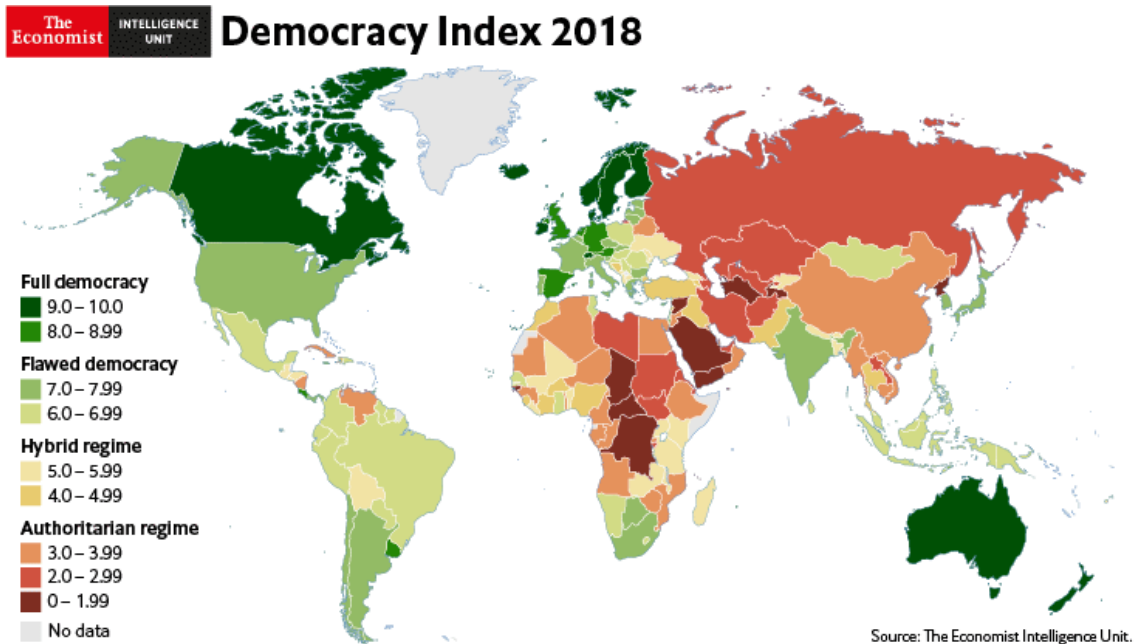 The
Economist
INTELLIGENCE
UNIT
Democracy Index 2018
Full democracy
9.0 – 10.0
8.0 – 8.99
Flawed democracy
7.0 – 7.99
6.0 – 6.99
Hybrid regime
5.0 – 5.99
4.0 – 4.99
Authoritarian regime
3.0 – 3.99
2.0 – 2.99
0 – 1.99
No data
Source: The Economist Intelligence Unit.